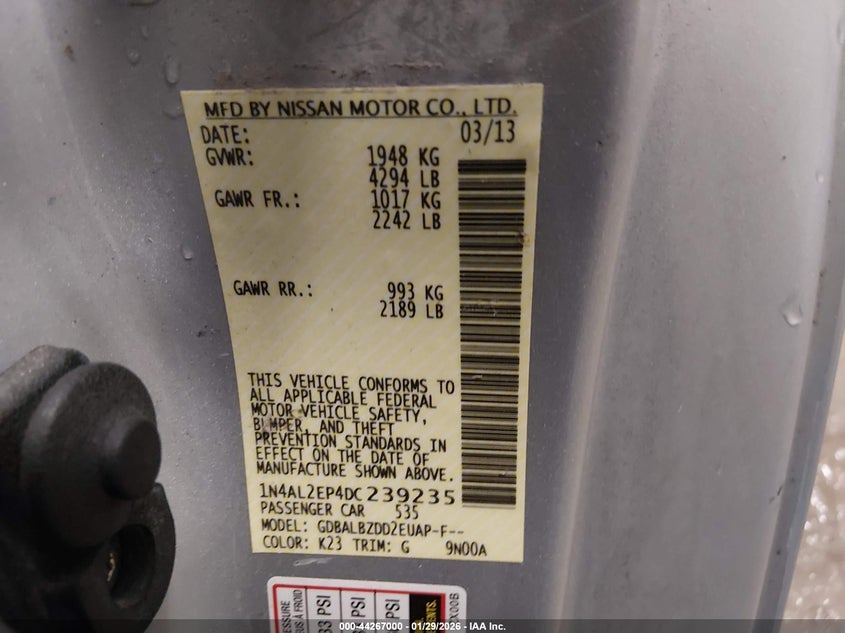 MFD BY NISSAN MOTOR CO., LTD.
DATE: 03/13
GVWR: 1948 KG
4294 LB
GAWR FR.: 1017 KG
2242 LB
GAWR RR.: 993 KG
2189 LB
THIS VEHICLE CONFORMS TO
ALL APPLICABLE FEDERAL
MOTOR VEHICLE SAFETY,
BUMPER, AND THEFT
PREVENTION STANDARDS IN
EFFECT ON THE DATE OF
MANUFACTURE SHOWN ABOVE.
1N4AL2EP4DC239235
PASSENGER CAR 535
MODEL: GDBALBZDD2EUAP-F--
COLOR: K23 TRIM: G 9N00A
33 PSI
PSI
PSI
000-44267000 - 01/29/2026 - IAA Inc.